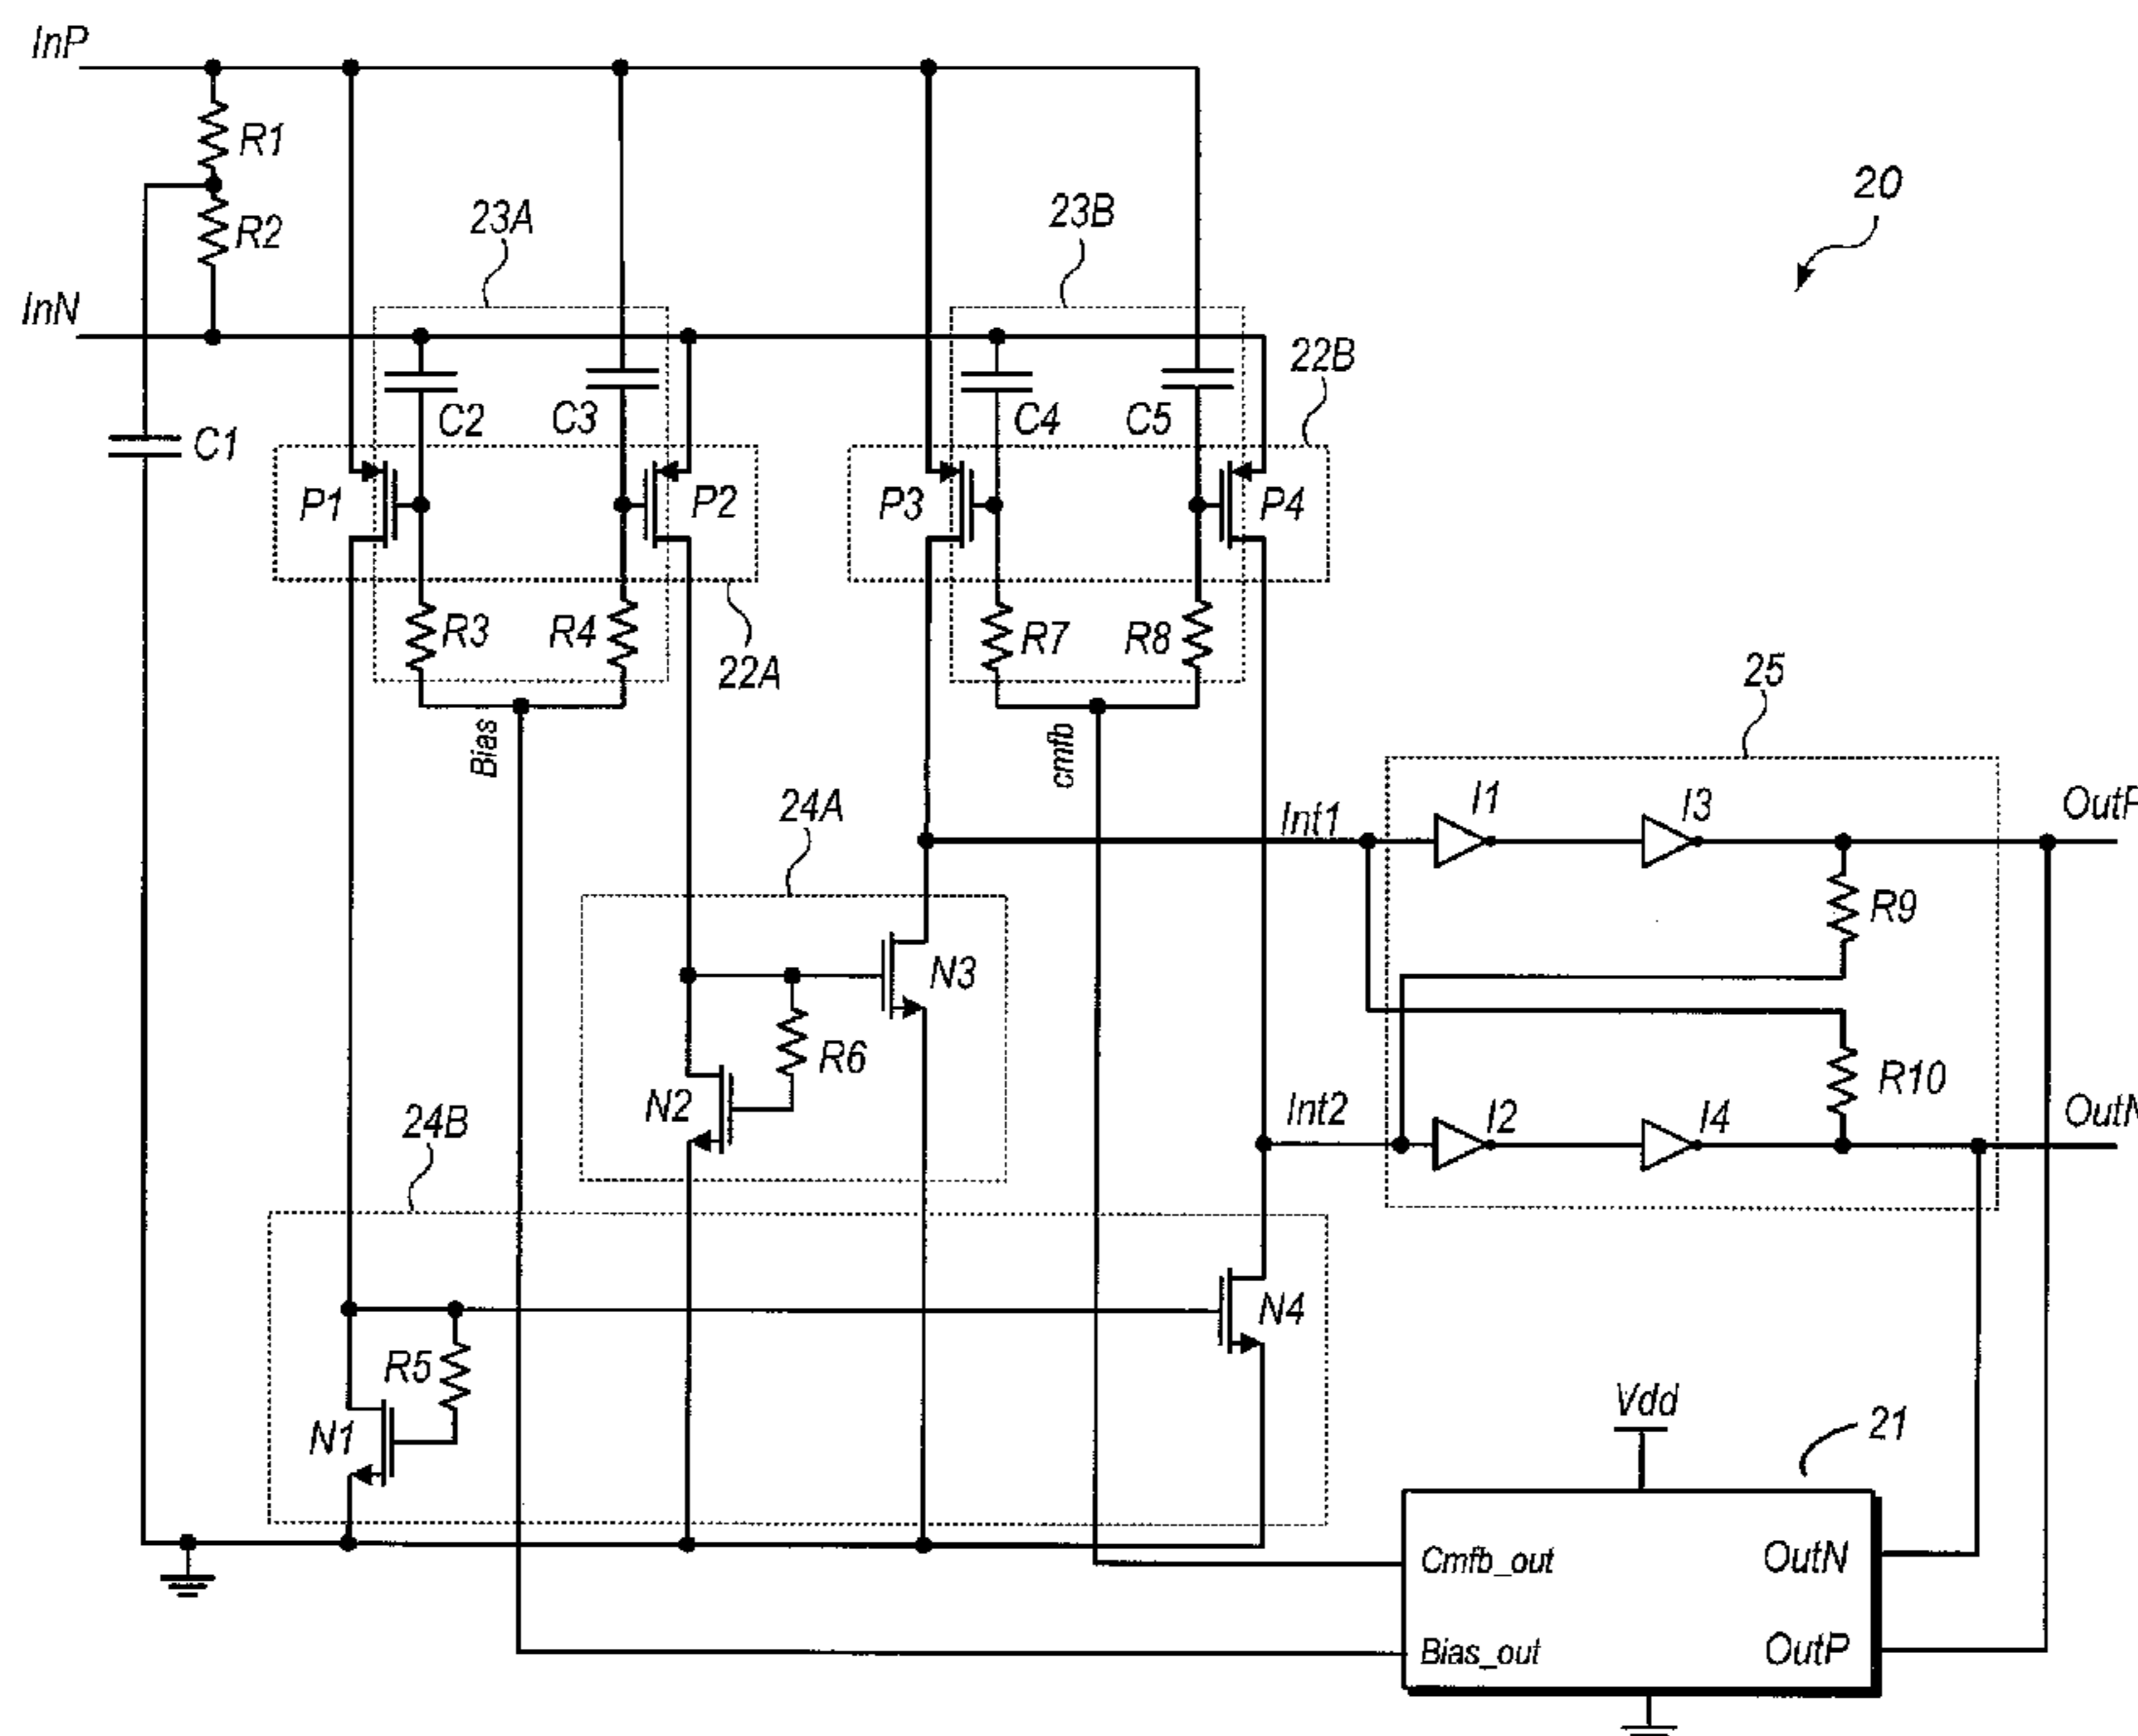 InP
R1
20
R2
23A
23B
InN
22B
C2
C3
C4
C5
C1
P1
P2
P3
P4
R3
R4
R7
R8
22A
25
Bias
cmfb
24A
Int1
I1
I3
OutP
R9
N3
R6
R10
N2
24B
Int2
I2
I4
OutN
N4
R5
Vdd
21
N1
Cmfb_out
OutN
Bias_out
OutP